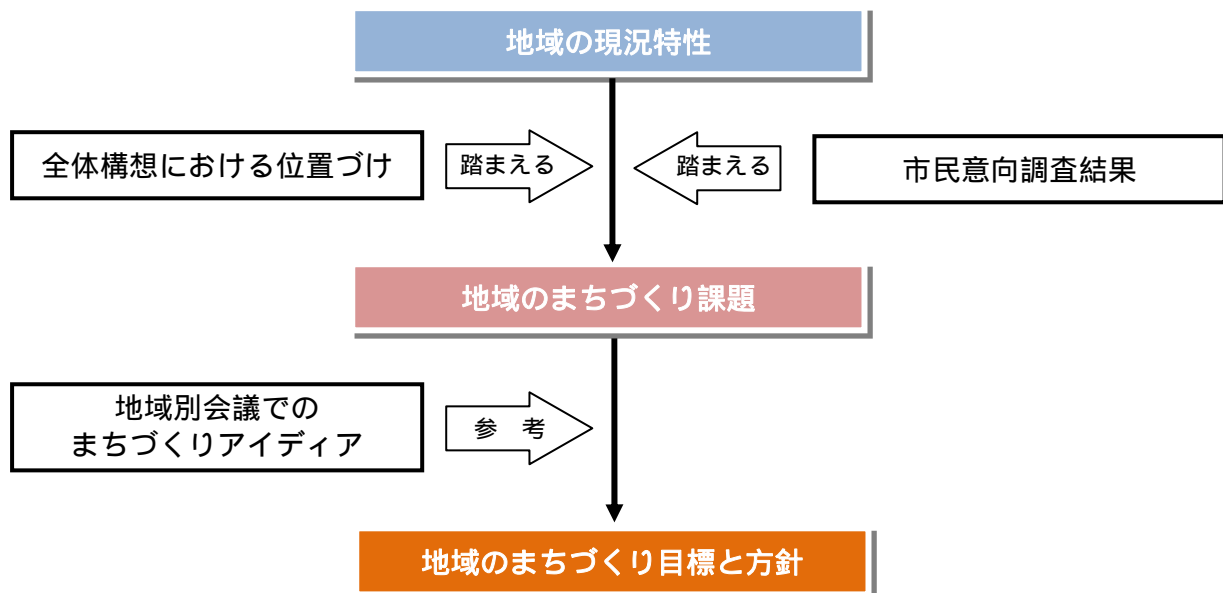 地域の現況特性
全体構想における位置づけ
踏まえる
踏まえる
市民意向調査結果
地域のまちづくり課題
地域別会議での
まちづくりアイディア
参　考
地域のまちづくり目標と方針